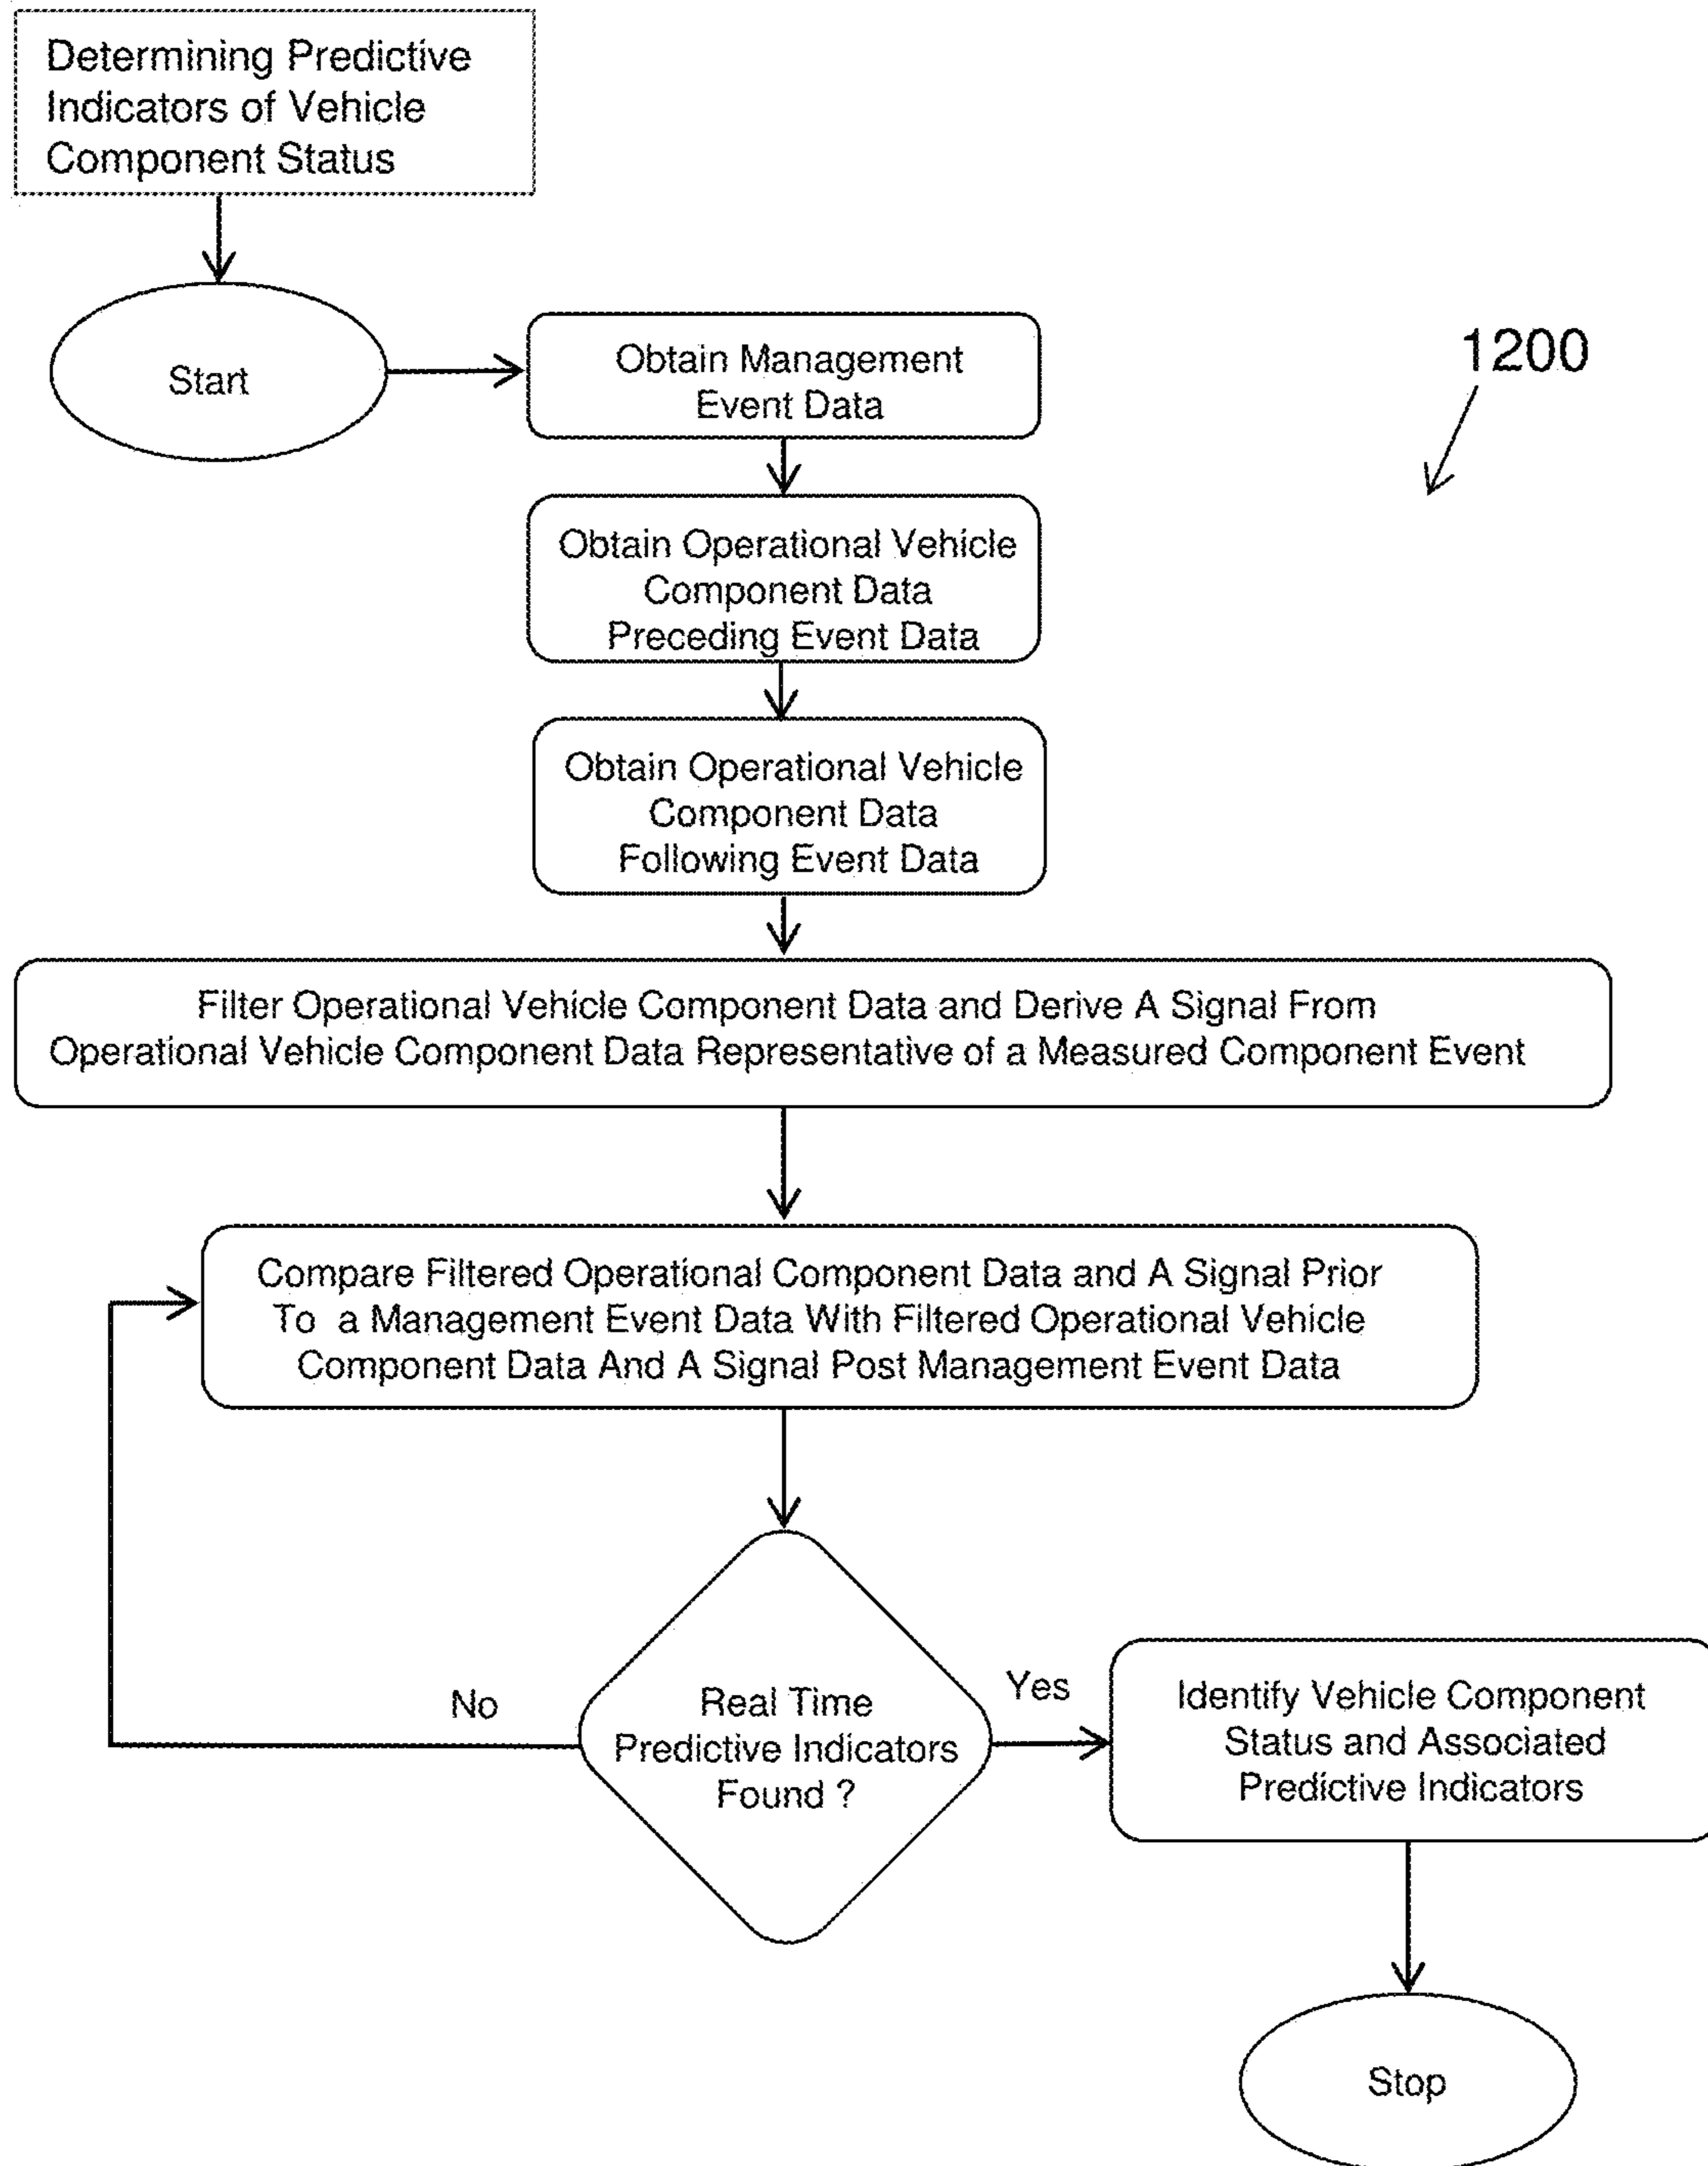 Determining Predictive
Indicators of Vehicle
Component Status
Start
Obtain Management
Event Data
1200
Obtain Operational Vehicle
Component Data
Preceding Event Data
Obtain Operational Vehicle
Component Data
Following Event Data
Filter Operational Vehicle Component Data and Derive A Signal From
Operational Vehicle Component Data Representative of a Measured Component Event
Compare Filtered Operational Component Data and A Signal Prior
To a Management Event Data With Filtered Operational Vehicle
Component Data And A Signal Post Management Event Data
No
Real Time
Predictive Indicators
Found ?
Yes
Identify Vehicle Component
Status and Associated
Predictive Indicators
Stop